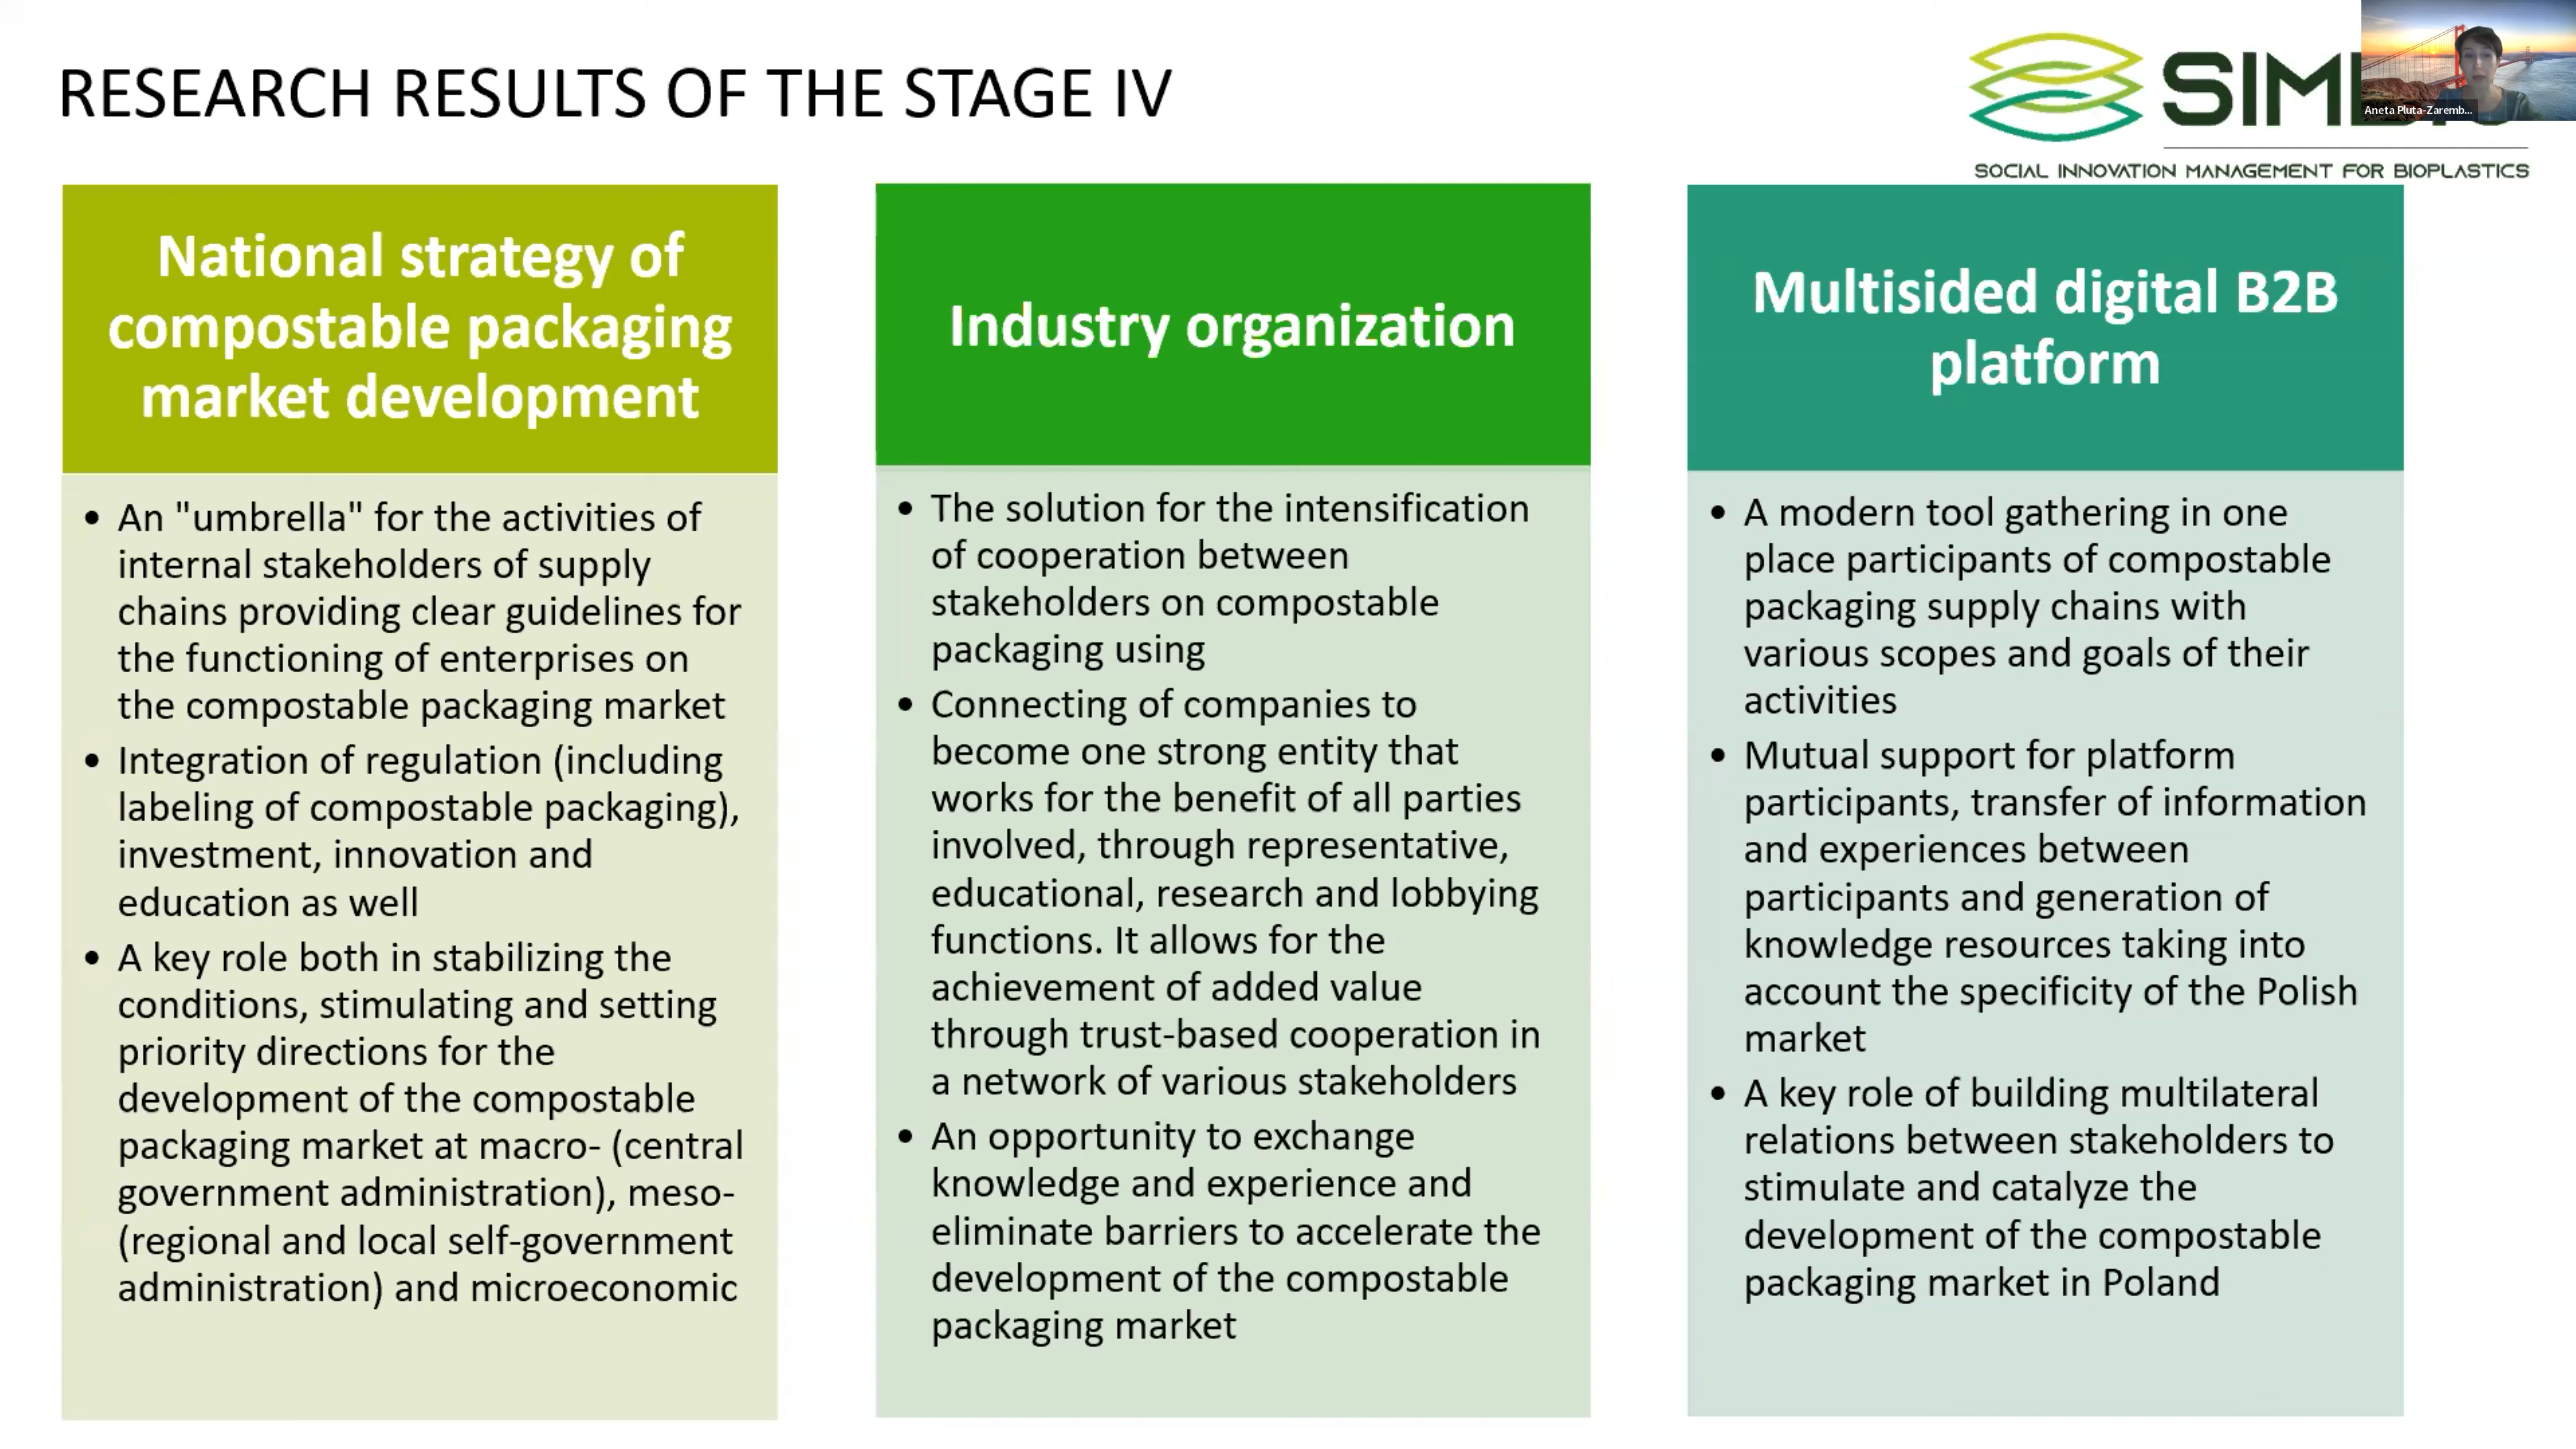 RESEARCH RESULTS OF THE STAGE IV
Aneta Pluta-Zaremb...
SOCIAL INNOVATION MANAGEMENT FOR BIOPLASTICS
National strategy of
compostable packaging
market development
• An "umbrella" for the activities of
internal stakeholders of supply
chains providing clear guidelines for
the functioning of enterprises on
the compostable packaging market
• Integration of regulation (including
labeling of compostable packaging),
investment, innovation and
education as well
• A key role both in stabilizing the
conditions, stimulating and setting
priority directions for the
development of the compostable
packaging market at macro- (central
government administration), meso-
(regional and local self-government
administration) and microeconomic
Industry organization
• The solution for the intensification
of cooperation between
stakeholders on compostable
packaging using
• Connecting of companies to
become one strong entity that
works for the benefit of all parties
involved, through representative,
educational, research and lobbying
functions. It allows for the
achievement of added value
through trust-based cooperation in
a network of various stakeholders
• An opportunity to exchange
knowledge and experience and
eliminate barriers to accelerate the
development of the compostable
packaging market
Multisided digital B2B
platform
• A modern tool gathering in one
place participants of compostable
packaging supply chains with
various scopes and goals of their
activities
• Mutual support for platform
participants, transfer of information
and experiences between
participants and generation of
knowledge resources taking into
account the specificity of the Polish
market
• A key role of building multilateral
relations between stakeholders to
stimulate and catalyze the
development of the compostable
packaging market in Poland